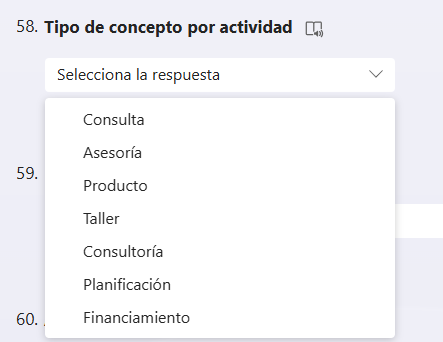 58. Tipo de concepto por actividad
Selecciona la respuesta
Consulta
Asesoría
59.
Producto
Taller
Consultoría
Planificación
60.
Financiamiento